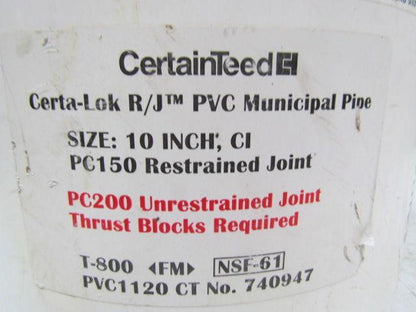 CertainTeed
Certa-Lok R/J™ PVC Municipal Pipe
SIZE: 10 INCH, CI
PC150 Restrained Joint
PC200 Unrestrained Joint
Thrust Blocks Required
T-800 ◄FM► NSF-61
PVC1120 CT No. 740947